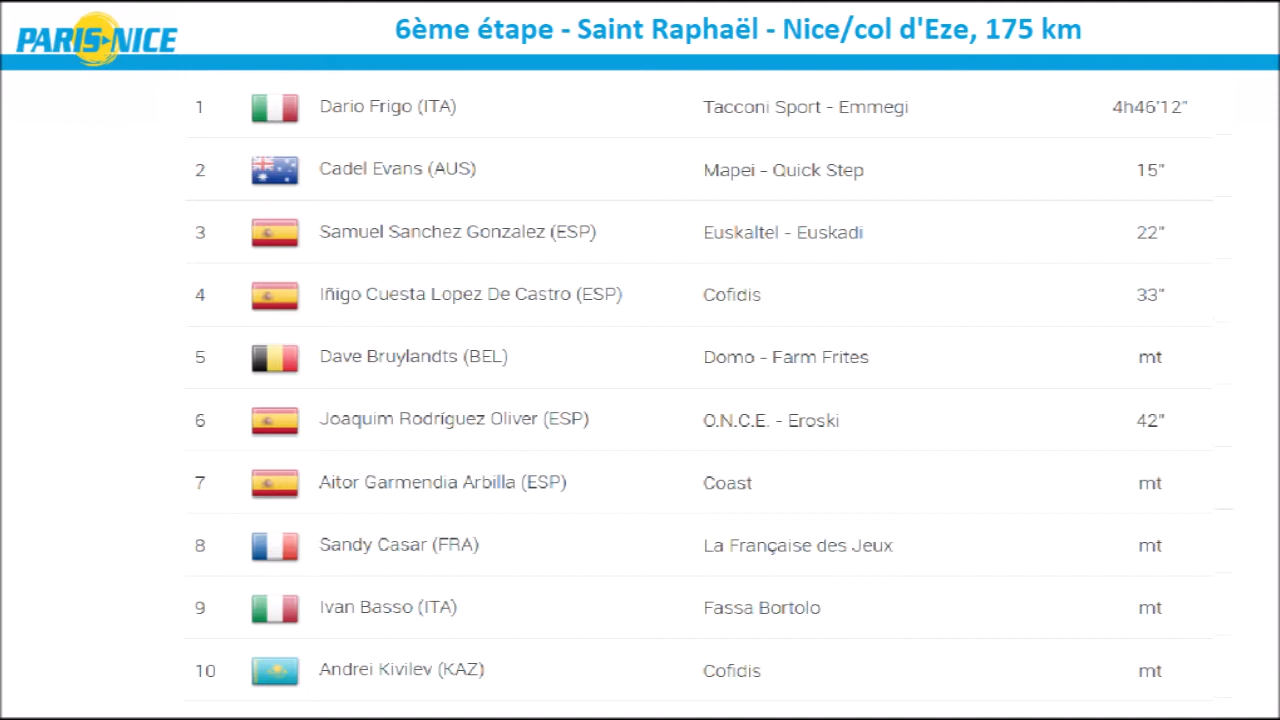 PARIS-NICE
6ème étape - Saint Raphaël - Nice/col d'Eze, 175 km
1 Dario Frigo (ITA) Tacconi Sport - Emmegi 4h46'12"
2 Cadel Evans (AUS) Mapei - Quick Step 15"
3 Samuel Sanchez Gonzalez (ESP) Euskaltel - Euskadi 22"
4 Iñigo Cuesta Lopez De Castro (ESP) Cofidis 33"
5 Dave Bruylandts (BEL) Domo - Farm Frites mt
6 Joaquim Rodríguez Oliver (ESP) O.N.C.E. - Eroski 42"
7 Aitor Garmendia Arbilla (ESP) Coast mt
8 Sandy Casar (FRA) La Française des Jeux mt
9 Ivan Basso (ITA) Fassa Bortolo mt
10 Andrei Kivilev (KAZ) Cofidis mt